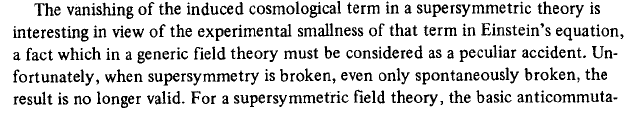 The vanishing of the induced cosmological term in a supersymmetric theory is
interesting in view of the experimental smallness of that term in Einstein's equation,
a fact which in a generic field theory must be considered as a peculiar accident. Un-
fortunately, when supersymmetry is broken, even only spontaneously broken, the
result is no longer valid. For a supersymmetric field theory, the basic anticommuta-